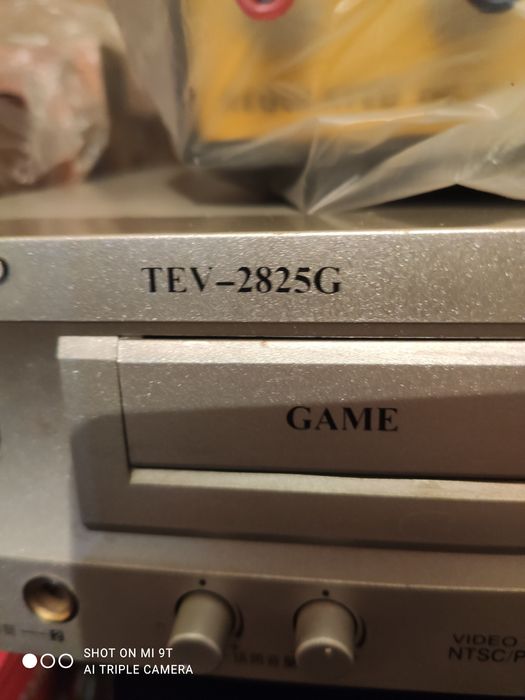 TEV-2825G
GAME
VIDEO
NTSC/P
SHOT ON MI 9T
AI TRIPLE CAMERA